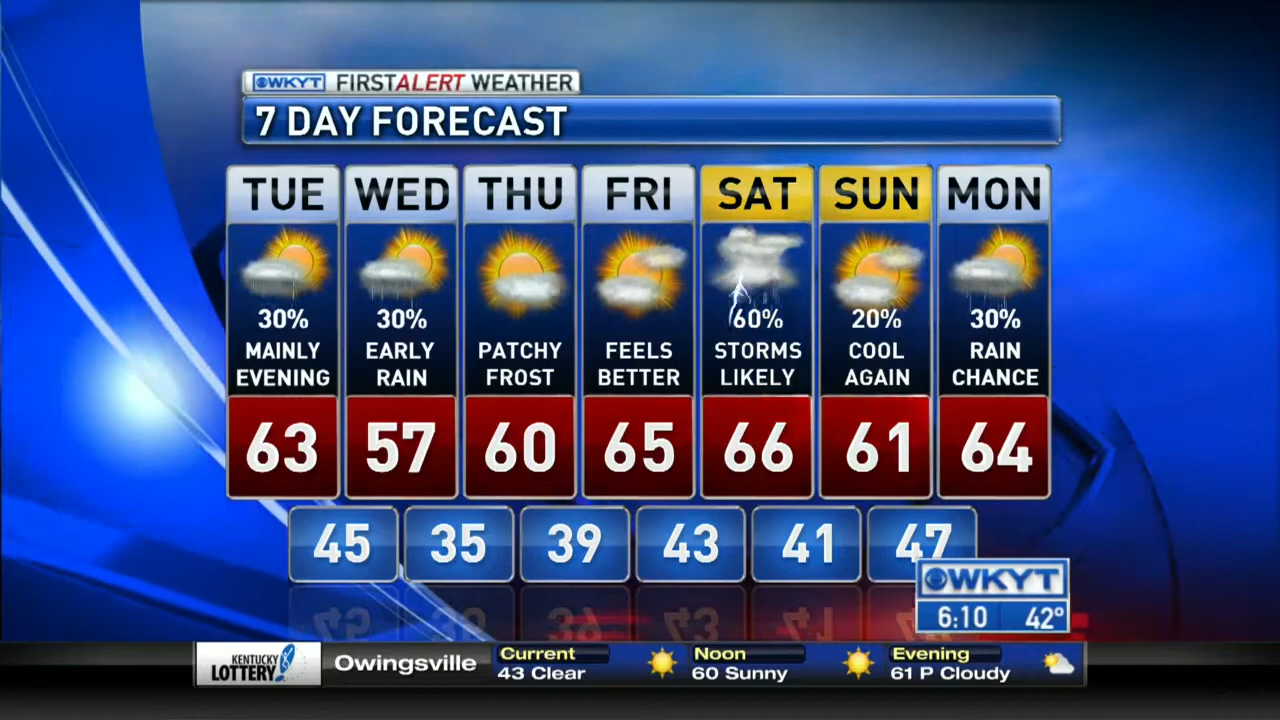 WKYT FIRSTALERT WEATHER
7 DAY FORECAST
TUE WED THU FRI SAT SUN MON
30% 30% 60% 20% 30%
MAINLY EARLY PATCHY FEELS STORMS COOL RAIN
EVENING RAIN FROST BETTER LIKELY AGAIN CHANCE
63 57 60 65 66 61 64
45 35 39 43 41 47
WKYT
6:10 42°
KENTUCKY
LOTTERY
Owingsville
Current
43 Clear
Noon
60 Sunny
Evening
61 P Cloudy